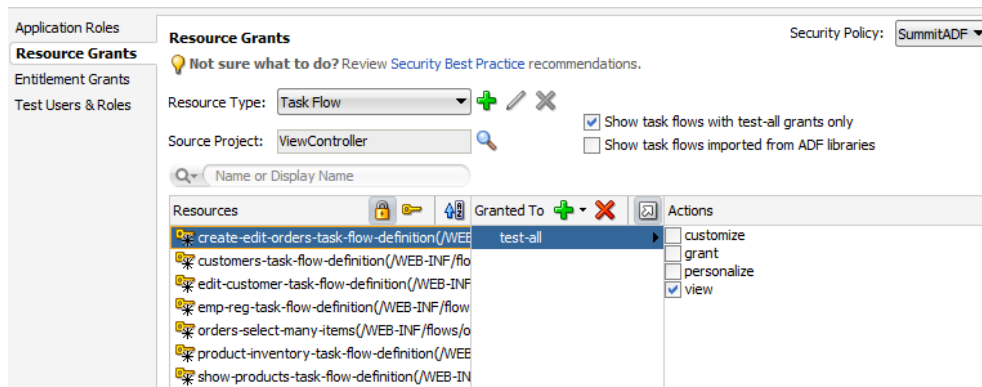 Application Roles
Resource Grants
Entitlement Grants
Test Users & Roles
Resource Grants
Security Policy: SummitADF
Not sure what to do? Review Security Best Practice recommendations.
Resource Type: Task Flow
Show task flows with test-all grants only
Source Project: ViewController
Show task flows imported from ADF libraries
Name or Display Name
Resources
Granted To
Actions
create-edit-orders-task-flow-definition(/WEB
test-all
customize
customers-task-flow-definition(/WEB-INF/flo
grant
edit-customer-task-flow-definition(/WEB-INF
personalize
emp-reg-task-flow-definition(/WEB-INF/flow
view
orders-select-many-items(/WEB-INF/flows/o
product-inventory-task-flow-definition(/WEB
show-products-task-flow-definition(/WEB-IN